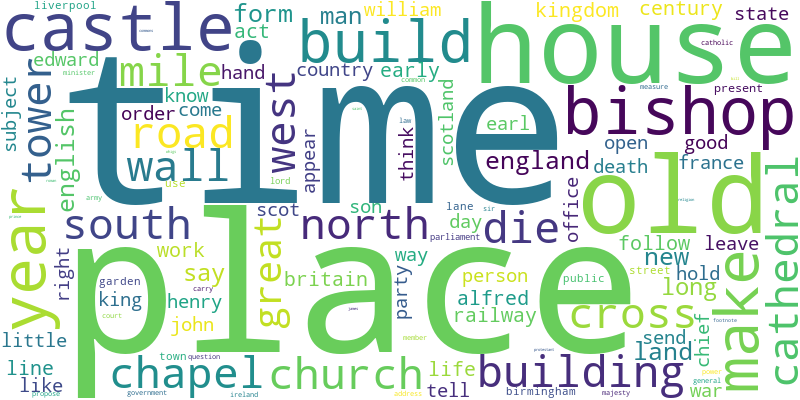 liverpool
castle
form
man
william
kingdom
century
state
act
build
house
edward
minister
tower
mile
hand
country
early
catholic
subject
know
west
time
common
measure
present
order
come
bishop
road
english
wall
appear
think
law
scotland
earl
england
open
good
death
france
army
use
lord
old
cathedral
year
south
scot
son
north
lane
sir
day
die
office
parliament
follow
new
leave
right
work
say
great
way
party
person
street
hold
make
garden
king
carry
henry
britain
place
alfred
public
long
john
railway
cross
court
member
footnote
little
town
question
send
land
chief
line
chapel
church
life
protestant
building
power
like
government
ireland
tell
address
birmingham
majesty
general
war
propose
james
religion